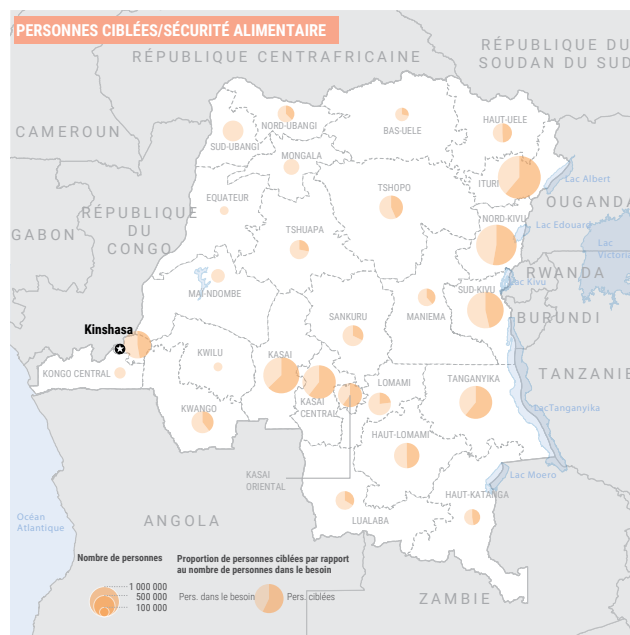 PERSONNES CIBLÉES/SÉCURITÉ ALIMENTAIRE
RÉPUBLIQUE CENTRAFRICAINE
RÉPUBLIQUE DU
SOUDAN DU SUD
CAMEROUN
NORD-UBANGI
SUD-UBANGI
BAS-UELE
HAUT-UELE
MONGALA
ITURI
Lac Albert
TSHOPO
EQUATEUR
OUGANDA
RÉPUBLIQUE
DU
CONGO
GABON
NORD-KIVU
Lac Edouard
TSHUAPA
Lac
Victoria
RWANDA
Lac Kivu
MAI-NDOMBE
SUD-KIVU
MANIEMA
SANKURU
BURUNDI
Kinshasa
KWILU
KASAI
KONGO CENTRAL
LOMAMI
TANGANYIKA
TANZANIE
KASAI
CENTRAL
KWANGO
LacTanganyika
HAUT-LOMAMI
KASAI
ORIENTAL
Lac Moero
HAUT-KATANGA
Océan
Atlantique
ANGOLA
LUALABA
ZAMBIE
Nombre de personnes
1 000 000
500 000
100 000
Proportion de personnes ciblées par rapport
au nombre de personnes dans le besoin
Pers. dans le besoin
Pers. ciblées